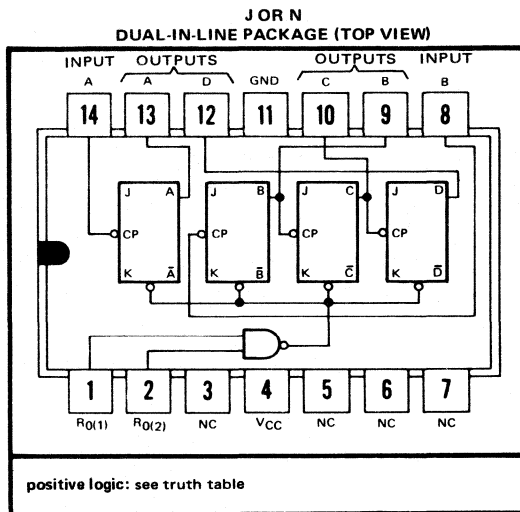 J OR N
DUAL-IN-LINE PACKAGE (TOP VIEW)
INPUT OUTPUTS OUTPUTS INPUT
A A D GND C B B
14 13 12 11 10 9 8
J A J B J C J D
CP CP CP CP
K A̅ K B̅ K C̅ K D̅
1 2 3 4 5 6 7
R0(1) R0(2) NC VCC NC NC NC
positive logic: see truth table